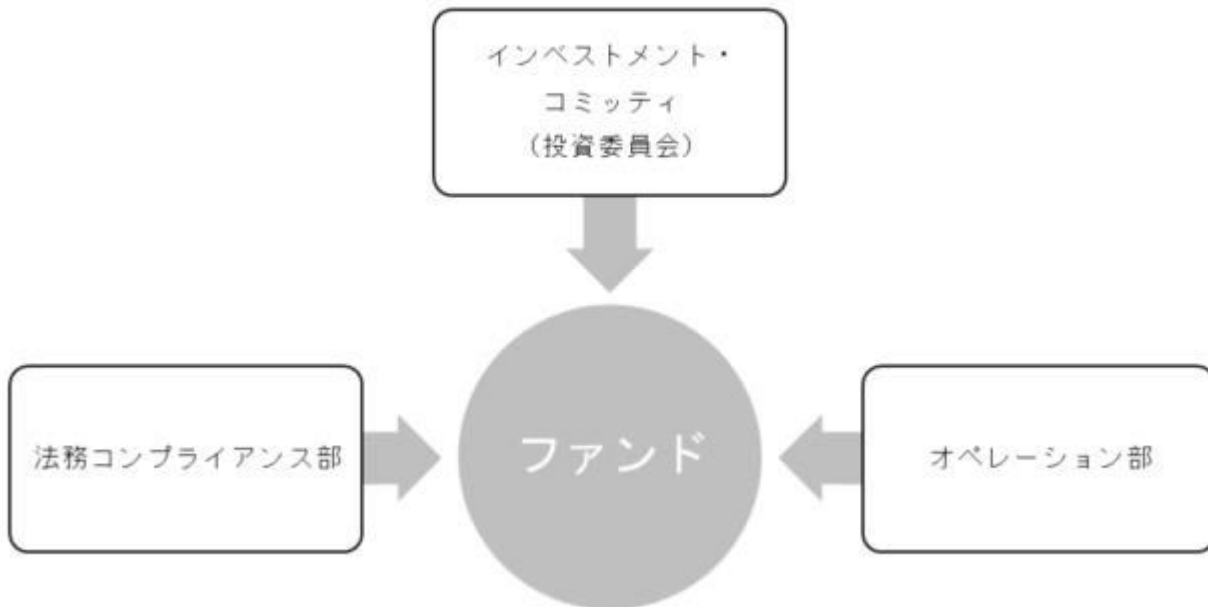 インベストメント・
コミッティ
(投資委員会)
法務コンプライアンス部
ファンド
オペレーション部